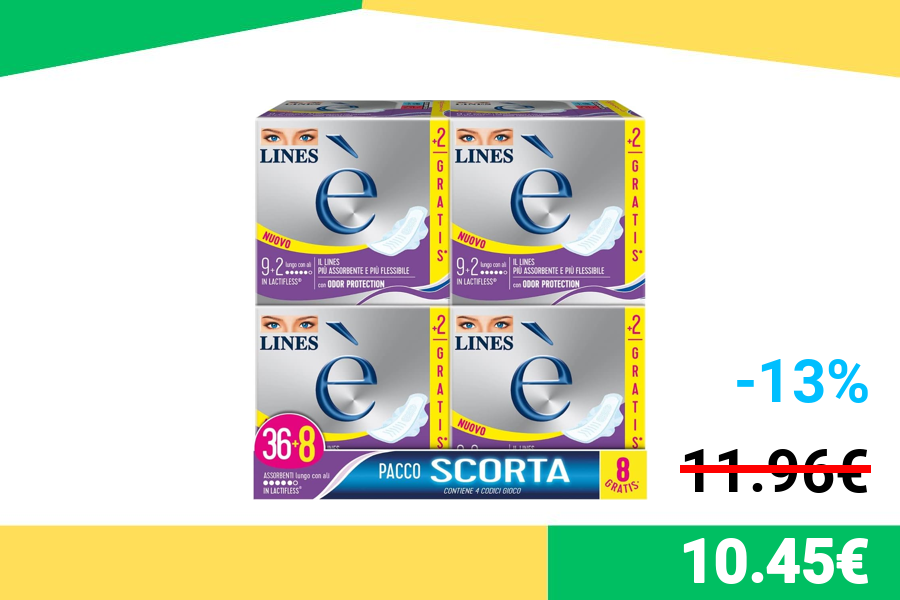 LINES
è
+2
GRATIS*
NUOVO
9+2 lungo con ali
IN LACTIFLESS®
IL LINES
PIÙ ASSORBENTE E PIÙ FLESSIBILE
con ODOR PROTECTION
LINES
è
+2
GRATIS*
NUOVO
9+2 lungo con ali
IN LACTIFLESS®
IL LINES
PIÙ ASSORBENTE E PIÙ FLESSIBILE
con ODOR PROTECTION
LINES
è
+2
GRATIS*
LINES
è
+2
GRATIS*
NUOVO
IL LINES
36+8
ASSORBENTI lungo con ali
IN LACTIFLESS®
PACCO SCORTA
CONTIENE 4 CODICI GIOCO
8
GRATIS*
-13%
11.96€
10.45€